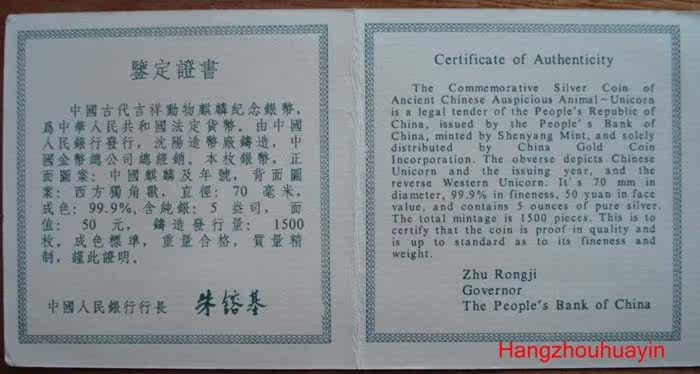 鑒定證書
中國古代吉祥動物麒麟紀念銀幣，
爲中華人民共和國法定貨幣。由中國
人民銀行發行，沈陽造幣廠鑄造，中
國金幣總公司總經銷。本枚銀幣，正
面圖案：中國麒麟及年號，背面圖
案：西方獨角獸，直徑：70 毫米，
成色：99.9%，含純銀：5 盎司， 面
值： 50 元， 鑄造發行量： 1500
枚。成色標準，重量合格，質量精
制，謹此證明。
中國人民銀行行長 朱鎔基
Certificate of Authenticity
The Commemorative Silver Coin of
Ancient Chinese Auspicious Animal-Unicorn
is a legal tender of the People's Republic of
China, issued by the People's Bank of
China, minted by Shenyang Mint, and solely
distributed by China Gold Coin
Incorporation. The obverse depicts Chinese
Unicorn and the issuing year, and the
reverse Western Unicorn. It's 70 mm in
diameter, 99.9% in fineness, 50 yuan in face
value, and contains 5 ounces of pure silver.
The total mintage is 1500 pieces. This is to
certify that the coin is proof in quality and
is up to standard as to its fineness and
weight.
Zhu Rongji
Governor
The People's Bank of China
Hangzhouhuayin